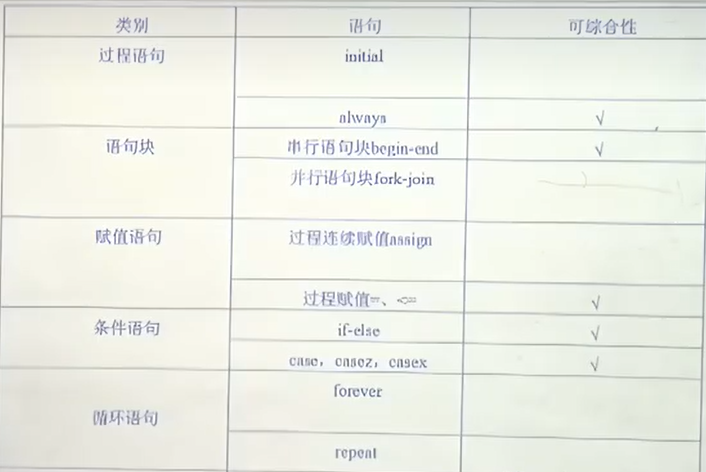 类别 语句 可综合性
过程语句 initial
always √
语句块 串行语句块begin-end √
并行语句块fork-join
赋值语句 过程连续赋值assign
过程赋值=、<= √
条件语句 if-else √
case，casez，casex √
forever
循环语句
repeat